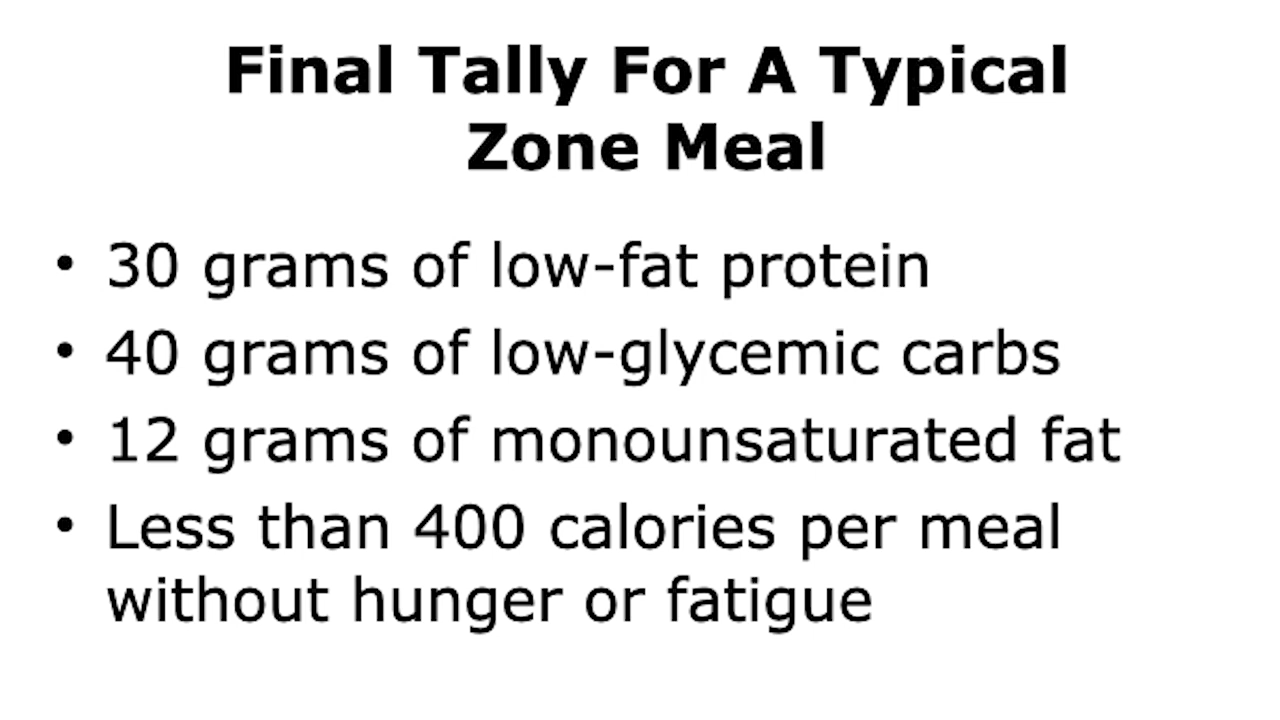 Final Tally For A Typical
Zone Meal
• 30 grams of low-fat protein
• 40 grams of low-glycemic carbs
• 12 grams of monounsaturated fat
• Less than 400 calories per meal
without hunger or fatigue